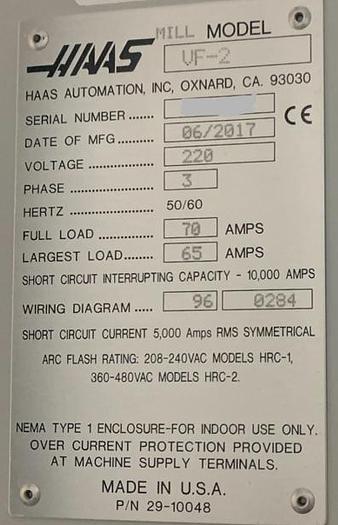 MILL MODEL
HAAS VF-2
HAAS AUTOMATION, INC, OXNARD, CA. 93030
SERIAL NUMBER ......
CE
DATE OF MFG ........ 06/2017
VOLTAGE ................ 220
PHASE .................... 3
HERTZ .................... 50/60
FULL LOAD ............. 70 AMPS
LARGEST LOAD........ 65 AMPS
SHORT CIRCUIT INTERRUPTING CAPACITY - 10,000 AMPS
WIRING DIAGRAM ..... 96 0284
SHORT CIRCUIT CURRENT 5,000 Amps RMS SYMMETRICAL
ARC FLASH RATING: 208-240VAC MODELS HRC-1,
360-480VAC MODELS HRC-2.
NEMA TYPE 1 ENCLOSURE-FOR INDOOR USE ONLY.
OVER CURRENT PROTECTION PROVIDED
AT MACHINE SUPPLY TERMINALS.
MADE IN U.S.A.
P/N 29-10048